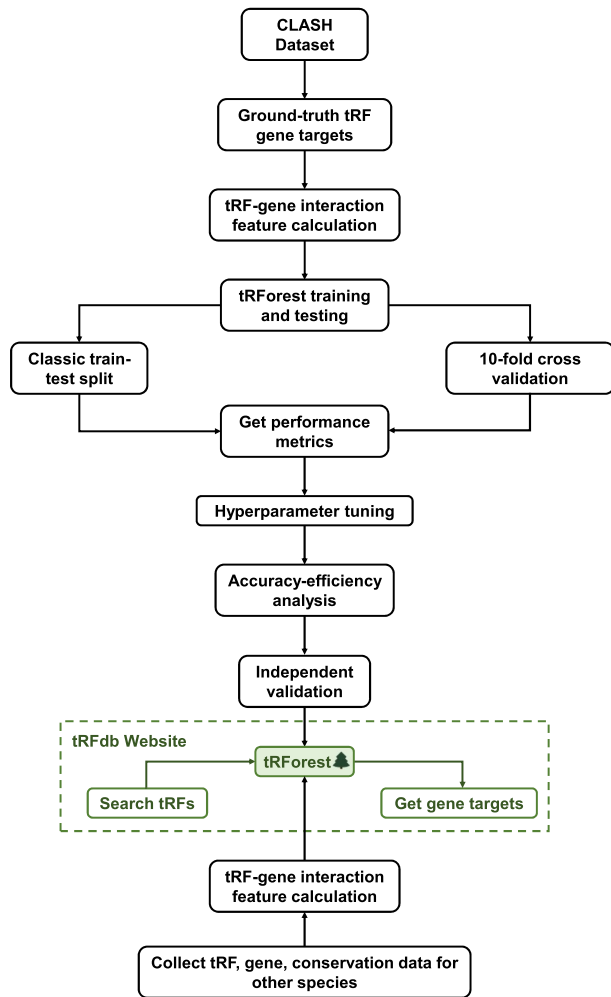 CLASH
Dataset
Ground-truth tRF
gene targets
tRF-gene interaction
feature calculation
tRForest training
and testing
Classic train-
test split
10-fold cross
validation
Get performance
metrics
Hyperparameter tuning
Accuracy-efficiency
analysis
Independent
validation
tRFdb Website
tRForest
Search tRFs
Get gene targets
tRF-gene interaction
feature calculation
Collect tRF, gene, conservation data for
other species